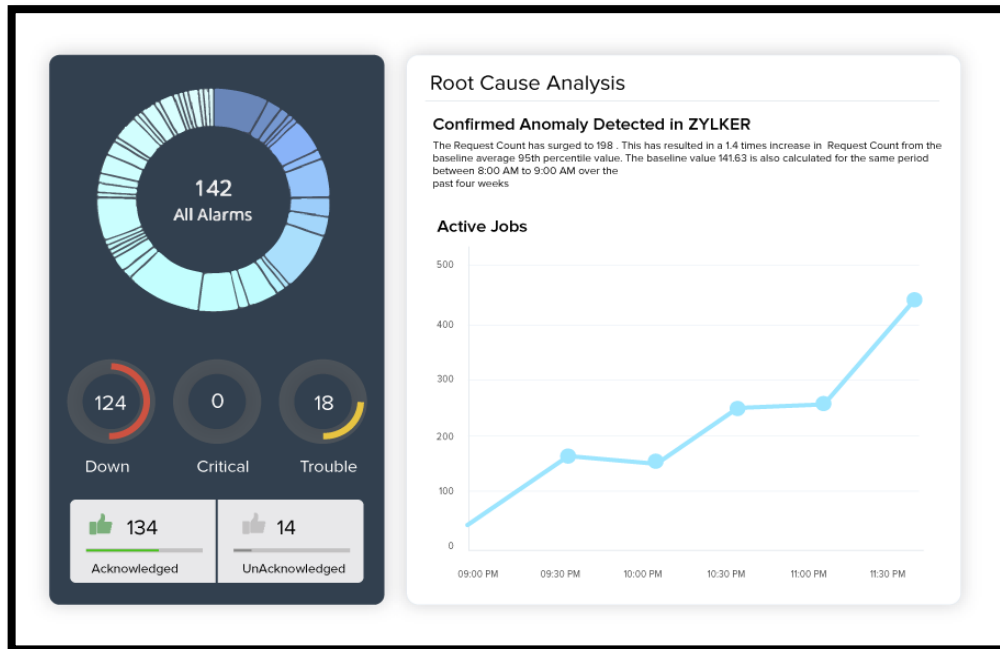 142
All Alarms
124
0
18
Down
Critical
Trouble
134
Acknowledged
14
UnAcknowledged
Root Cause Analysis
Confirmed Anomaly Detected in ZYLKER
The Request Count has surged to 198 . This has resulted in a 1.4 times increase in Request Count from the
baseline average 95th percentile value. The baseline value 141.63 is also calculated for the same period
between 8:00 AM to 9:00 AM over the
past four weeks
Active Jobs
500
400
300
200
100
0
09:00 PM
09:30 PM
10:00 PM
10:30 PM
11:00 PM
11:30 PM